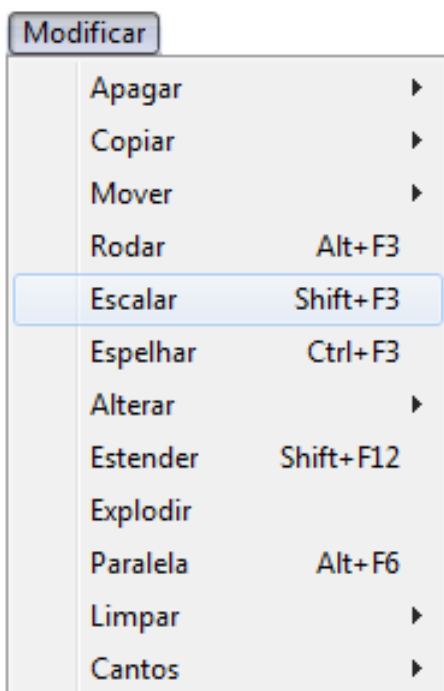 Modificar
Apagar
Copiar
Mover
Rodar Alt+F3
Escalar Shift+F3
Espelhar Ctrl+F3
Alterar
Estender Shift+F12
Explodir
Paralela Alt+F6
Limpar
Cantos